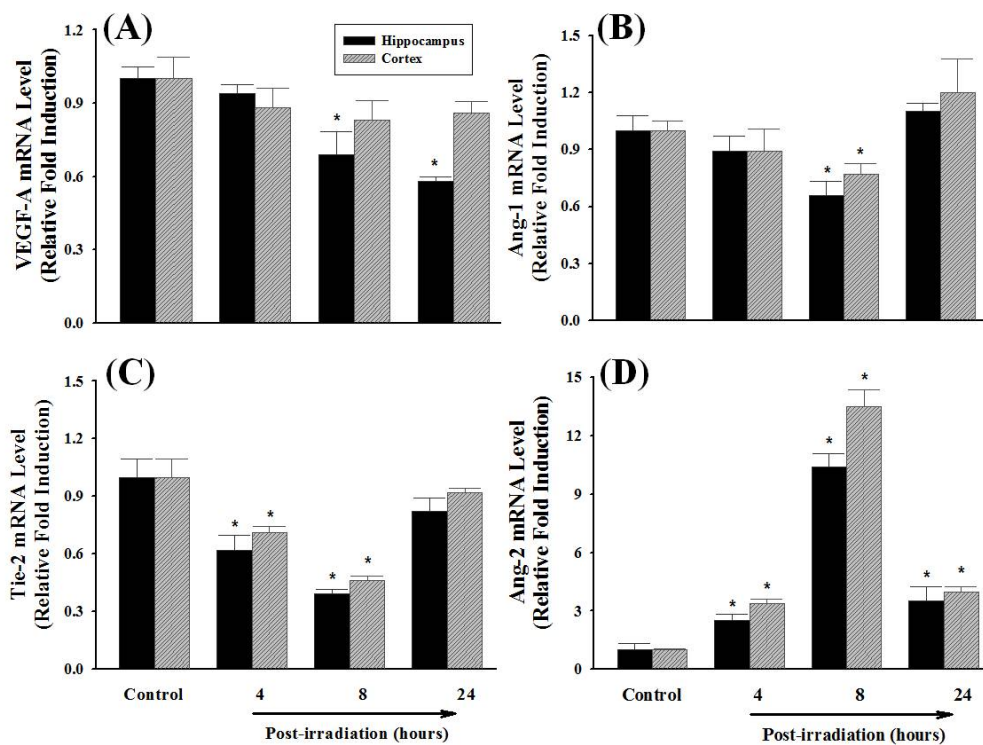 (A)
VEGF-A mRNA Level
(Relative Fold Induction)
1.2
0.9
0.6
0.3
0.0
Hippocampus
Cortex
*
*
(B)
Ang-1 mRNA Level
(Relative Fold Induction)
1.5
1.2
0.9
0.6
0.3
0.0
*
*
(C)
Tie-2 mRNA Level
(Relative Fold Induction)
1.5
1.2
0.9
0.6
0.3
0.0
*
*
*
*
Control
4
8
24
Post-irradiation (hours)
(D)
Ang-2 mRNA Level
(Relative Fold Induction)
15
12
9
6
3
0
*
*
*
*
*
*
Control
4
8
24
Post-irradiation (hours)